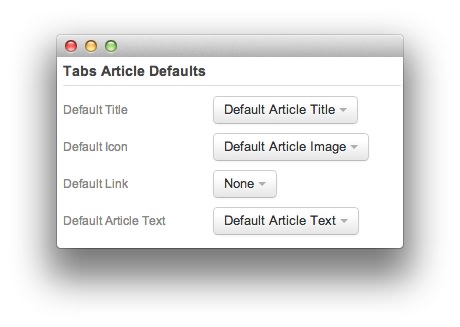 Tabs Article Defaults
Default Title Default Article Title
Default Icon Default Article Image
Default Link None
Default Article Text Default Article Text